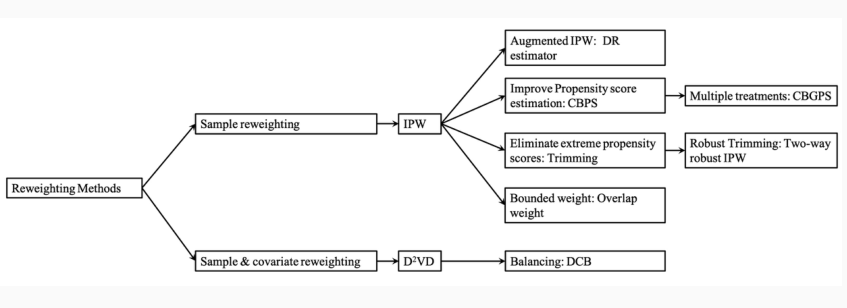 Augmented IPW: DR
estimator
Improve Propensity score
estimation: CBPS
Multiple treatments: CBGPS
Sample reweighting
IPW
Eliminate extreme propensity
scores: Trimming
Robust Trimming: Two-way
robust IPW
Reweighting Methods
Bounded weight: Overlap
weight
Sample & covariate reweighting
D²VD
Balancing: DCB